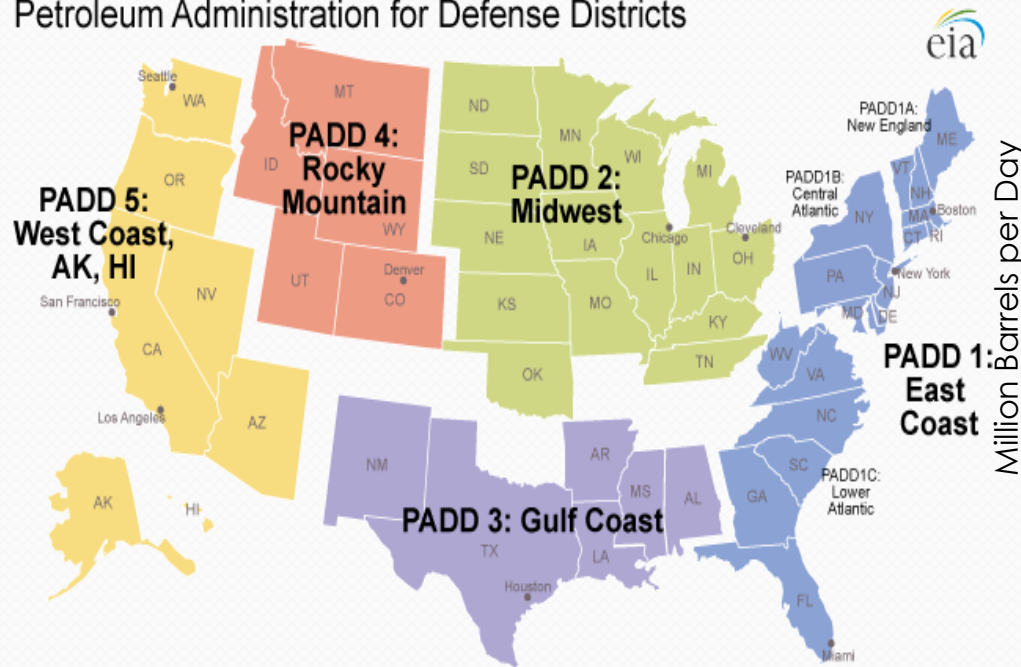 Petroleum Administration for Defense Districts
eia
Seattle
WA
OR
PADD 5:
West Coast,
AK, HI
NV
San Francisco
CA
Los Angeles
AZ
AK
HI
MT
PADD 4:
Rocky
Mountain
ID
WY
UT
Denver
CO
ND
MN
SD
WI
MI
PADD 2:
Midwest
NE
IA
Chicago
Cleveland
IL
IN
OH
KS
MO
KY
OK
TN
PADD1A:
New England
ME
VT
NH
PADD1B:
Central
Atlantic
NY
MA
Boston
CT
RI
PA
New York
NJ
MD
DE
WV
VA
PADD 1:
East
Coast
NC
SC
PADD1C:
Lower
Atlantic
GA
FL
Miami
NM
AR
MS
AL
PADD 3: Gulf Coast
TX
LA
Houston
Million Barrels per Day